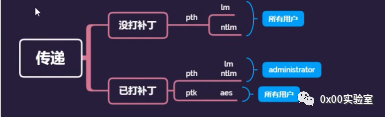 传递
没打补丁
pth
lm
ntlm
所有用户
已打补丁
pth
lm
ntlm
administrator
ptk
aes
所有用户
0x00实验室